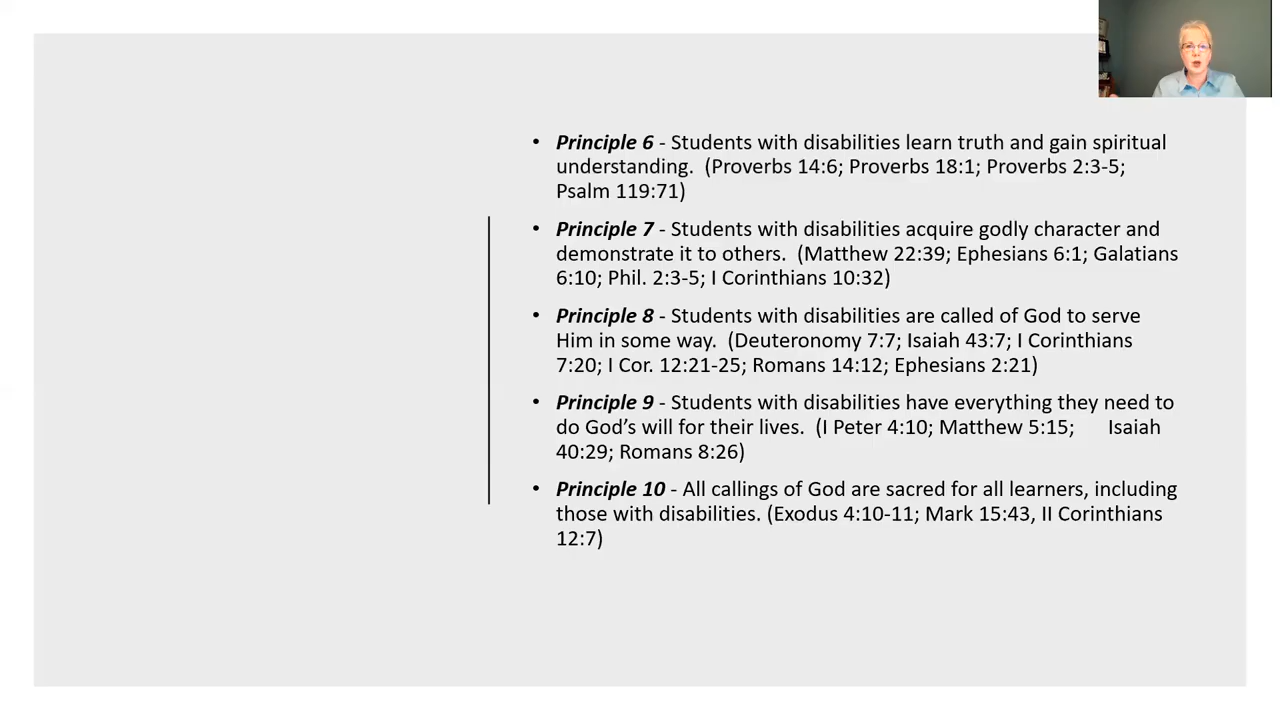 • Principle 6 - Students with disabilities learn truth and gain spiritual
understanding.  (Proverbs 14:6; Proverbs 18:1; Proverbs 2:3-5;
Psalm 119:71)
• Principle 7 - Students with disabilities acquire godly character and
demonstrate it to others.  (Matthew 22:39; Ephesians 6:1; Galatians
6:10; Phil. 2:3-5; I Corinthians 10:32)
• Principle 8 - Students with disabilities are called of God to serve
Him in some way.  (Deuteronomy 7:7; Isaiah 43:7; I Corinthians
7:20; I Cor. 12:21-25; Romans 14:12; Ephesians 2:21)
• Principle 9 - Students with disabilities have everything they need to
do God’s will for their lives.  (I Peter 4:10; Matthew 5:15;     Isaiah
40:29; Romans 8:26)
• Principle 10 - All callings of God are sacred for all learners, including
those with disabilities. (Exodus 4:10-11; Mark 15:43, II Corinthians
12:7)